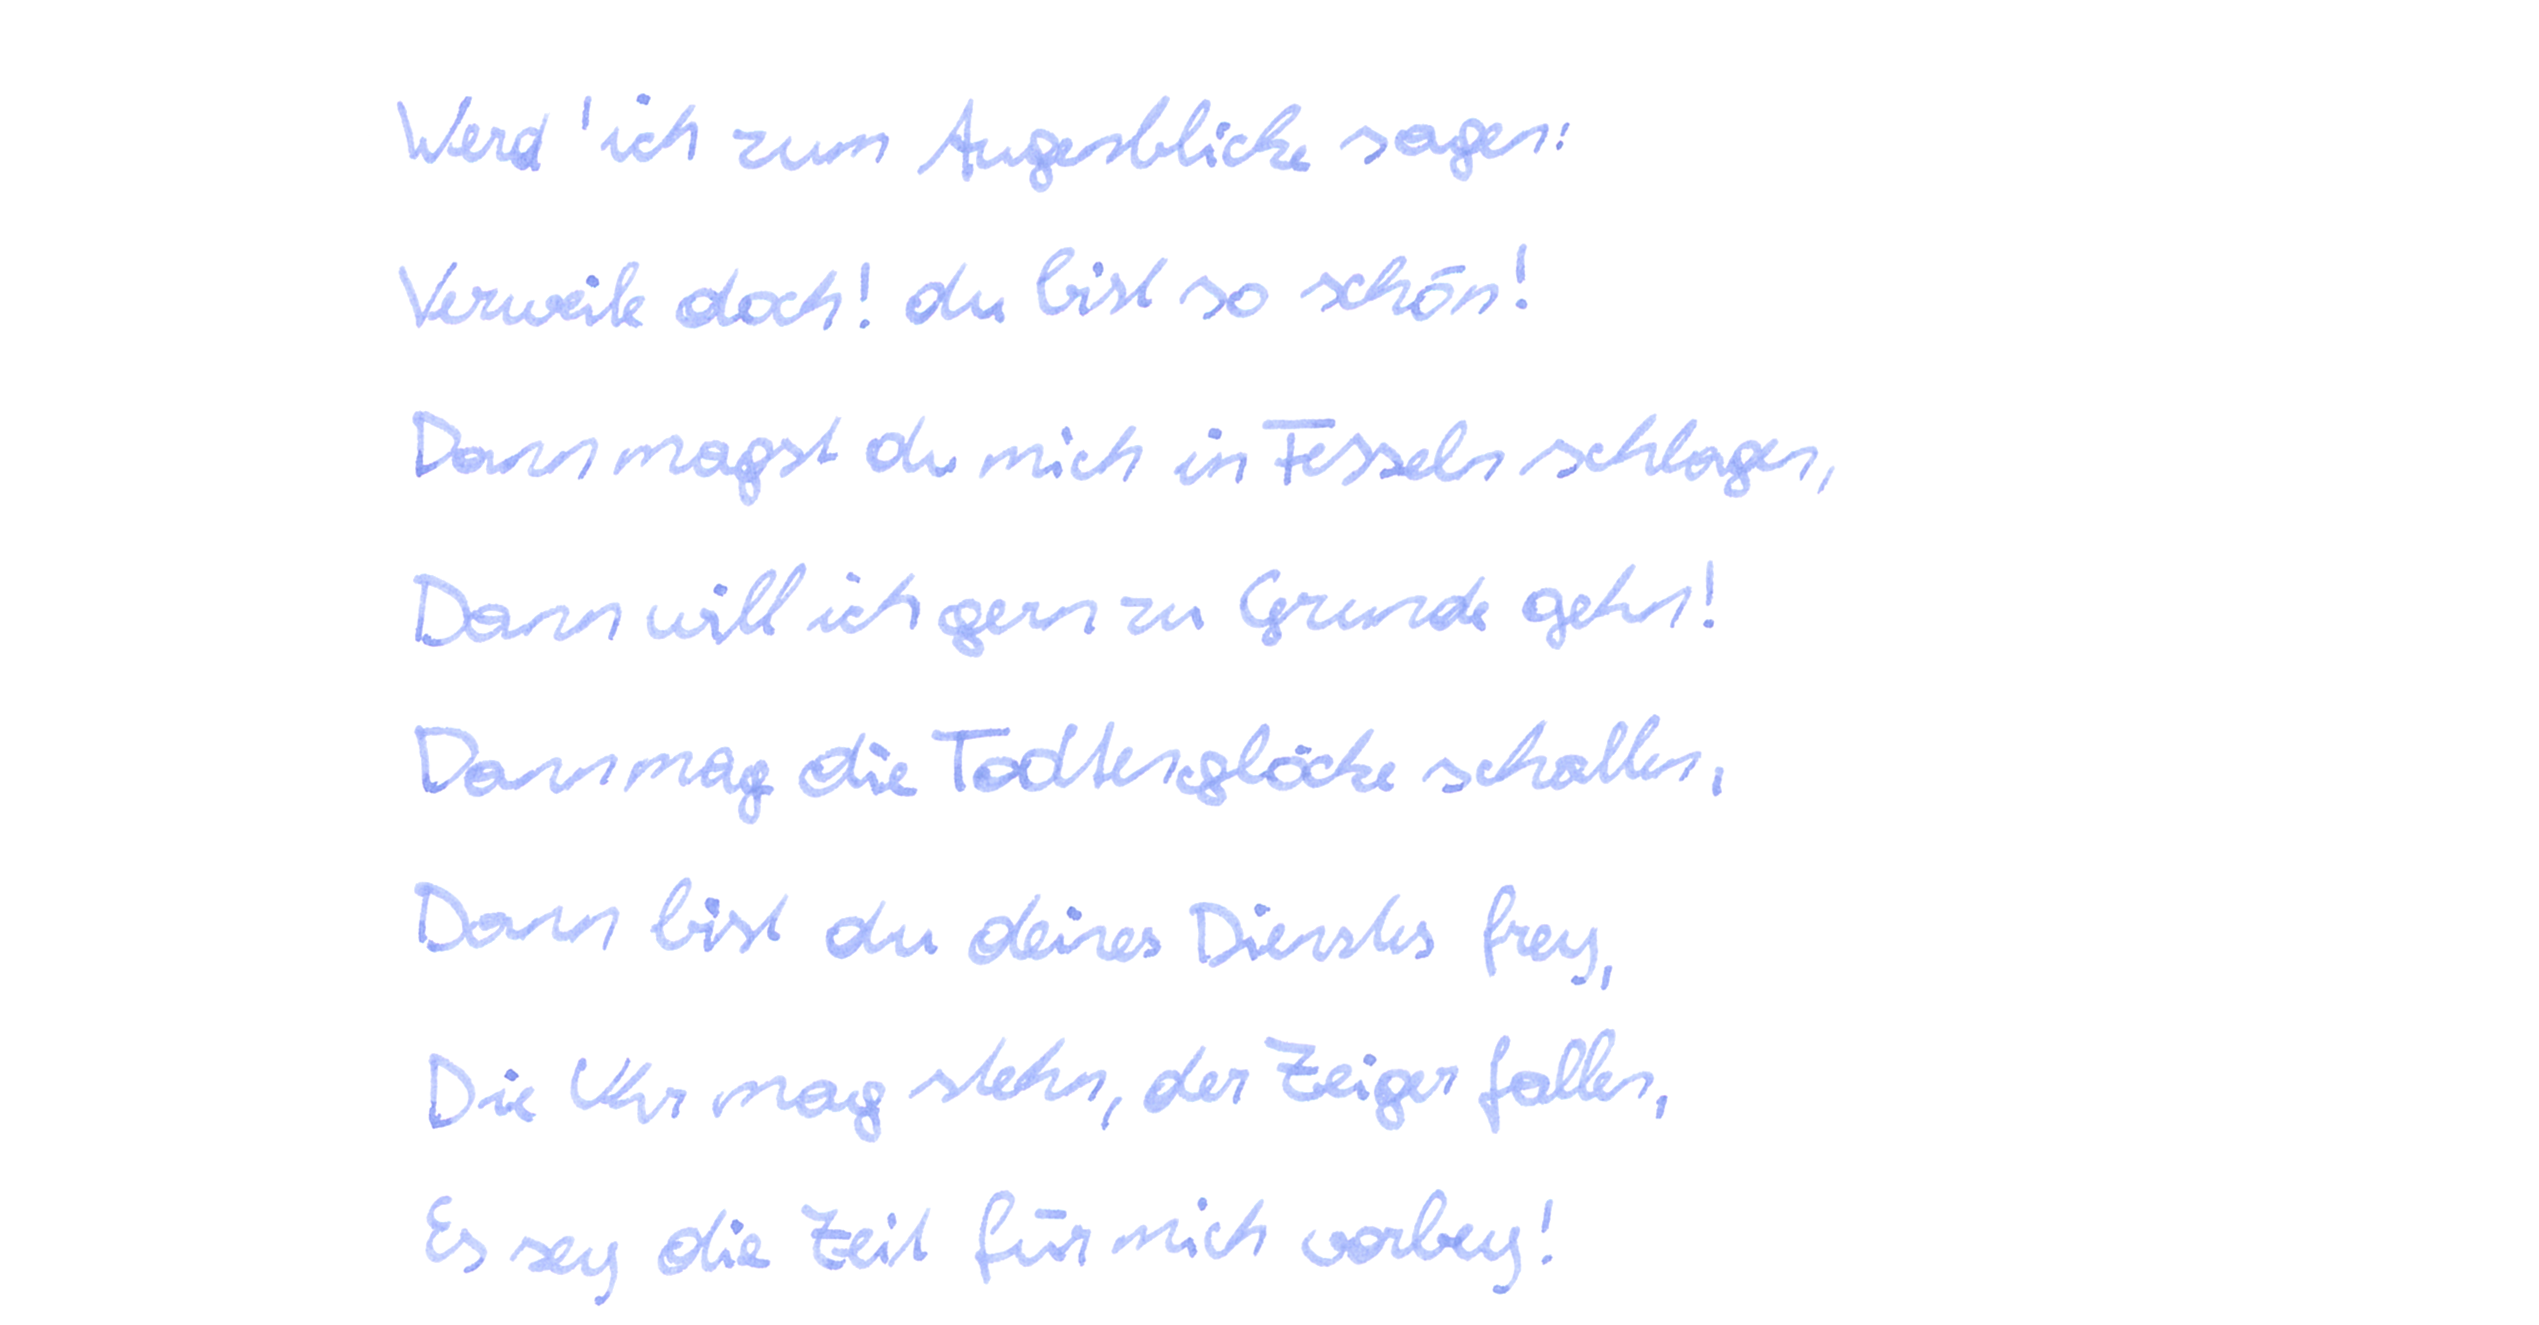 Werd' ich zum Augenblicke sagen:
Verweile doch! du bist so schön!
Dann magst du mich in Fesseln schlagen,
Dann will ich gern zu Grunde gehn!
Dann mag die Todtenglocke schallen,
Dann bist du deines Dienstes frey,
Die Uhr mag stehn, der Zeiger fallen,
Es sey die Zeit für mich vorbey!